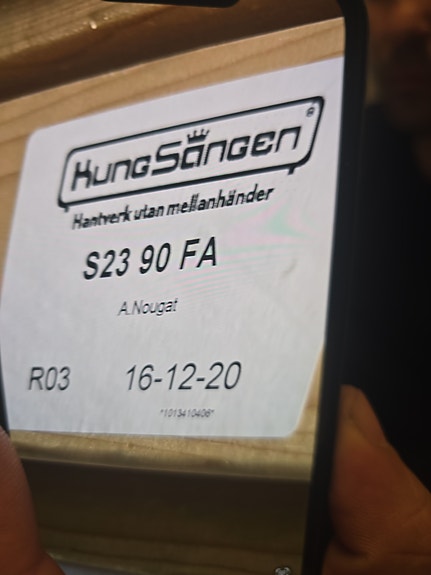 KungSängen ®
Hantverk utan mellanhänder
S23 90 FA
A.Nougat
R03 16-12-20
*1013410406*